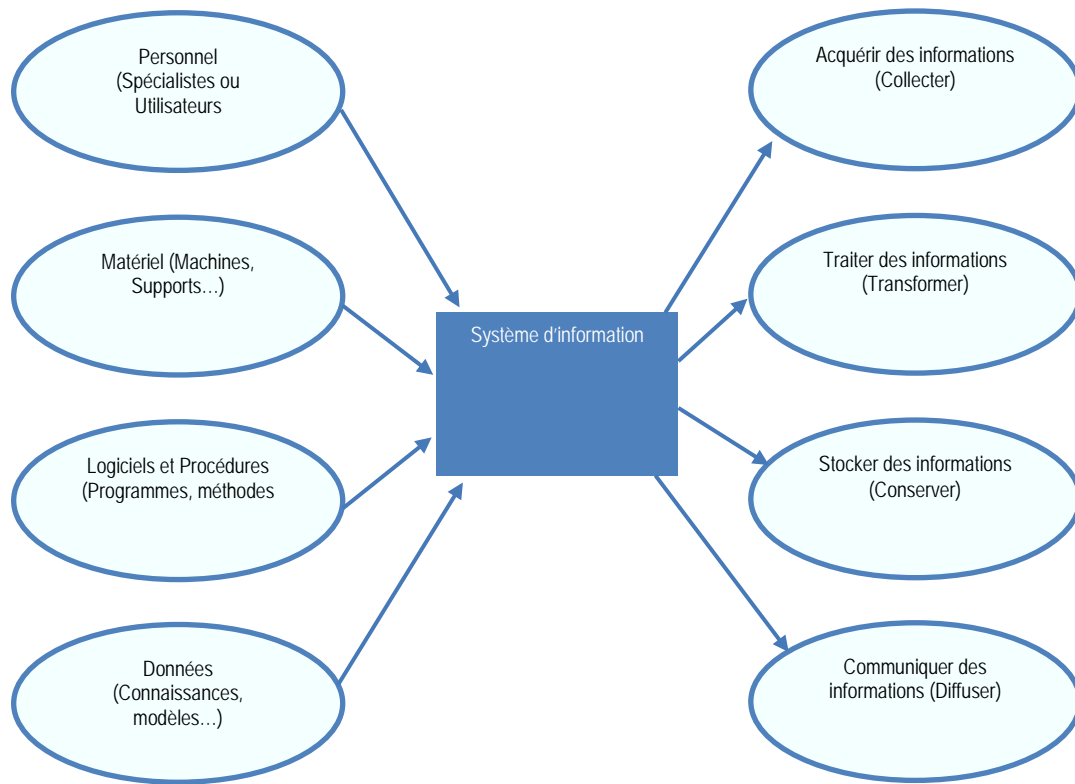 Personnel
(Spécialistes ou
Utilisateurs
Matériel (Machines,
Supports…)
Logiciels et Procédures
(Programmes, méthodes
Données
(Connaissances,
modèles…)
Système d’information
Acquérir des informations
(Collecter)
Traiter des informations
(Transformer)
Stocker des informations
(Conserver)
Communiquer des
informations (Diffuser)